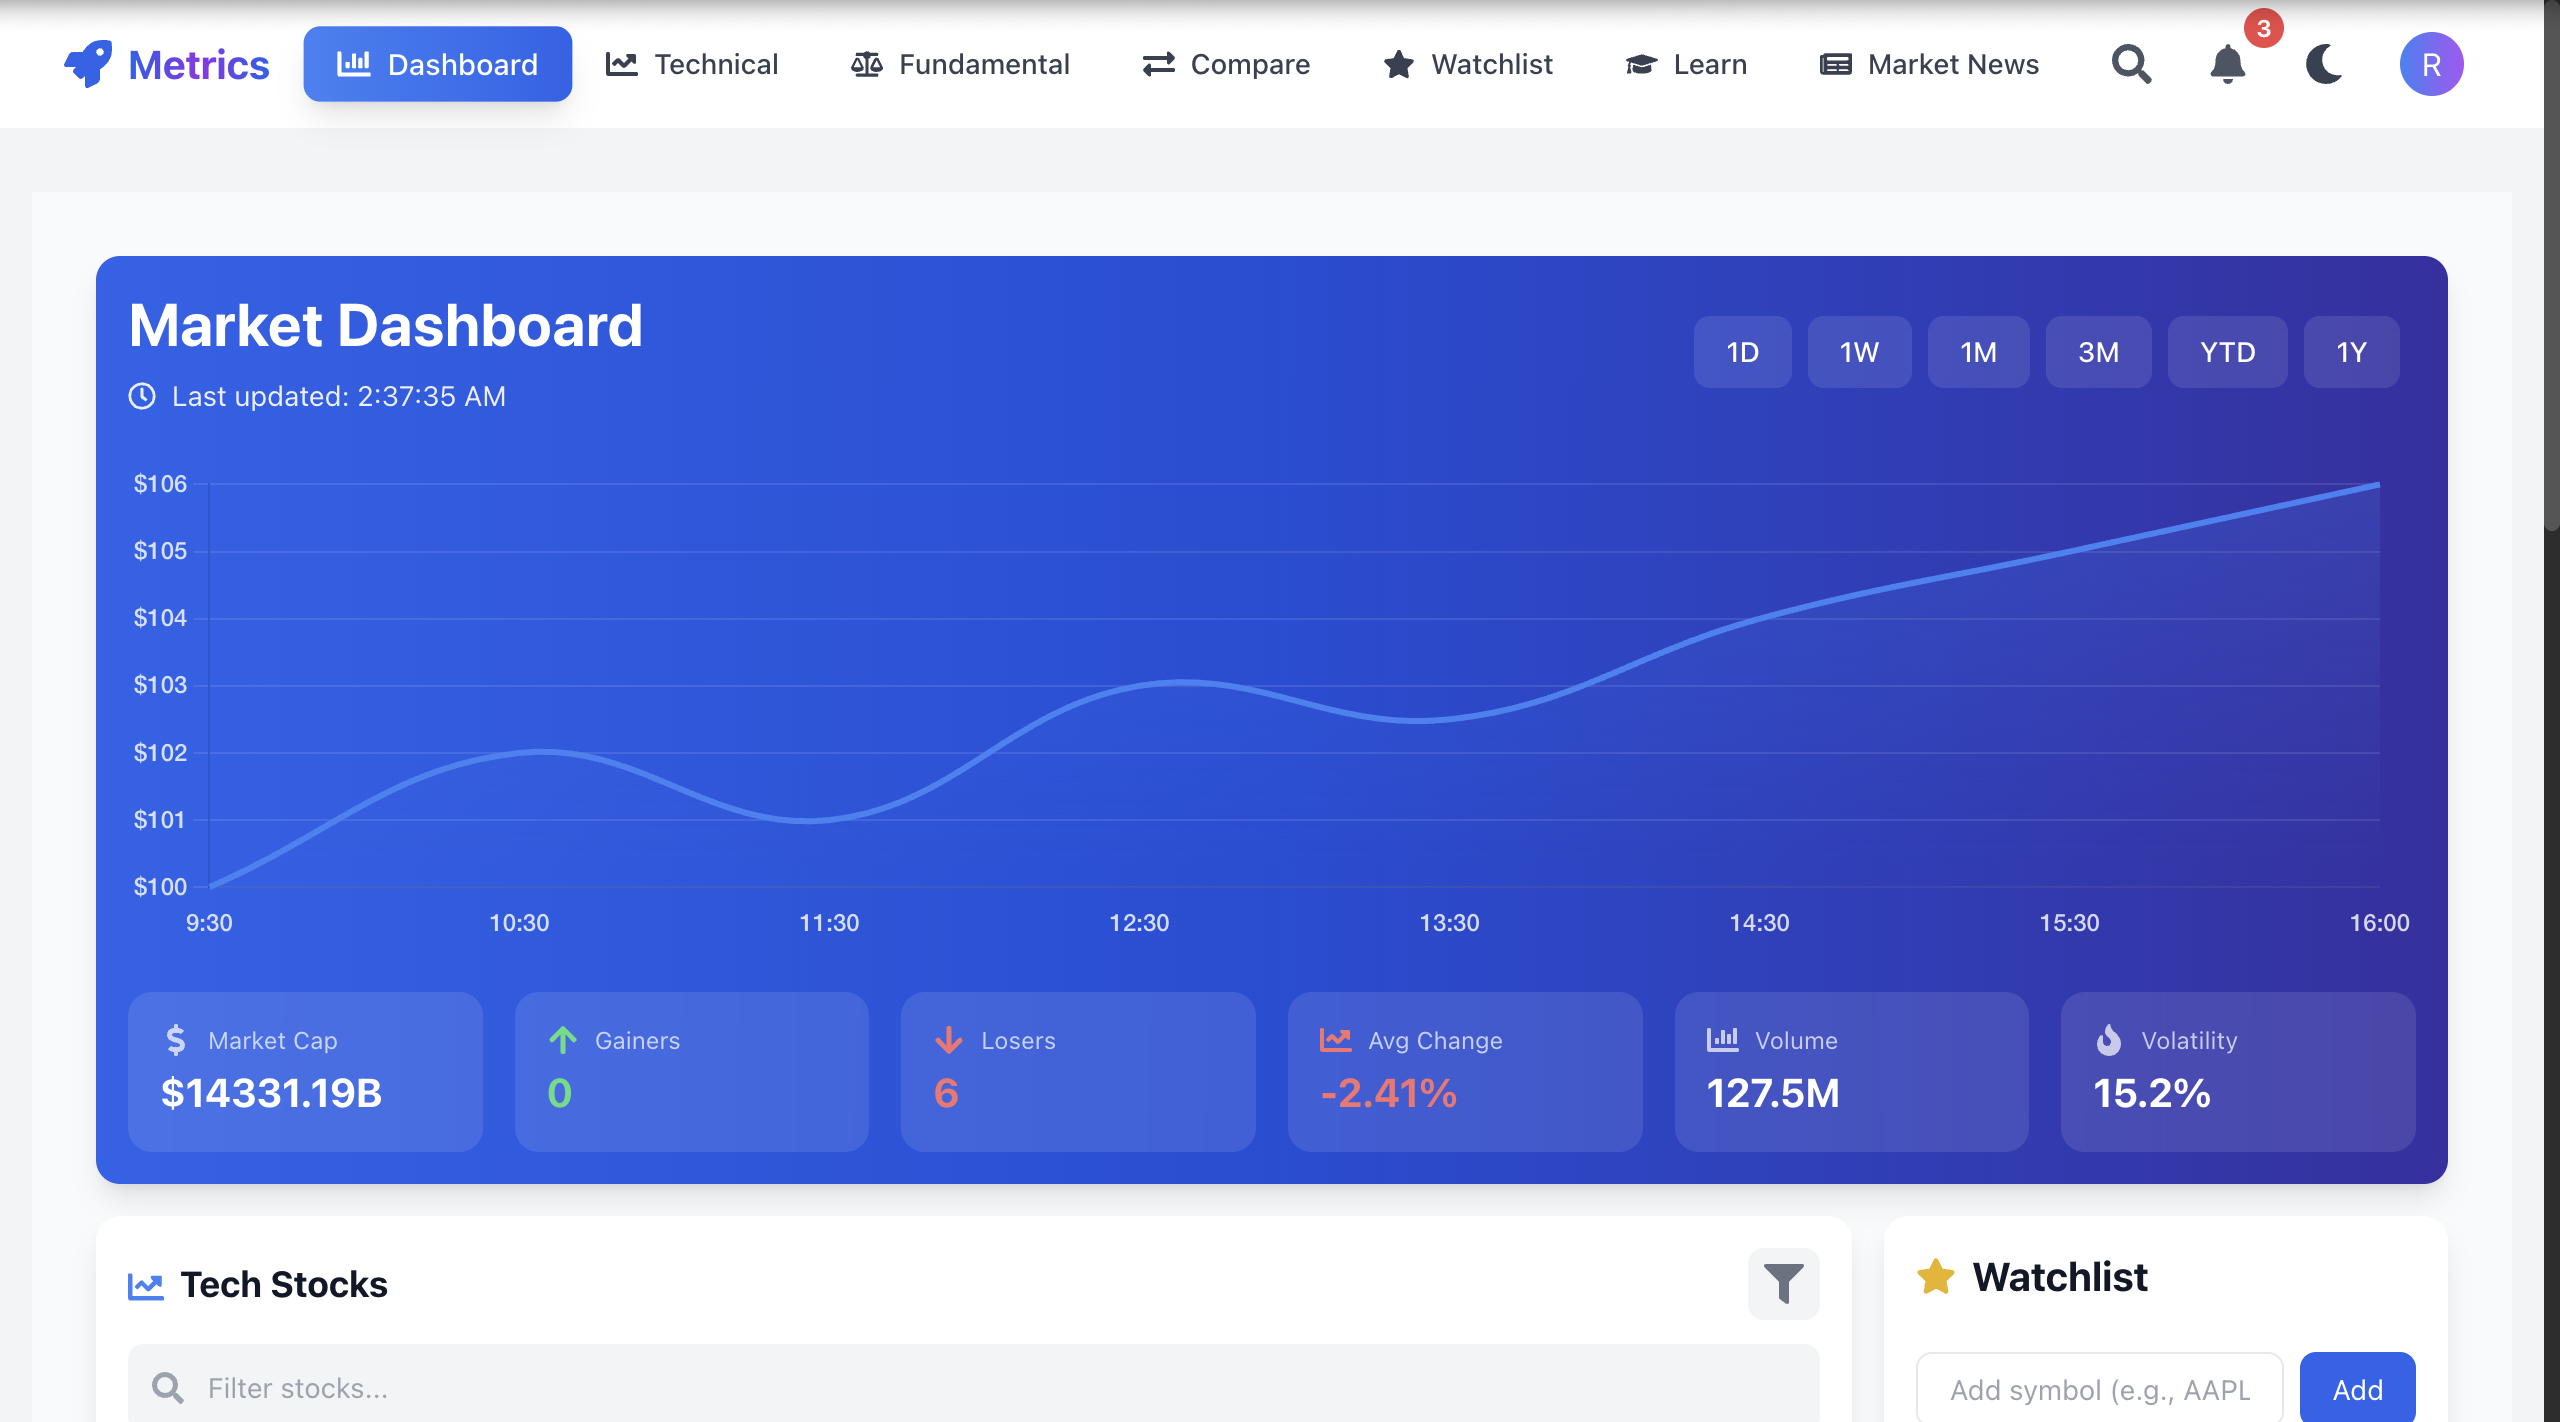 Metrics
Dashboard
Technical
Fundamental
Compare
Watchlist
Learn
Market News
3
R
Market Dashboard
Last updated: 2:37:35 AM
1D
1W
1M
3M
YTD
1Y
$106
$105
$104
$103
$102
$101
$100
9:30
10:30
11:30
12:30
13:30
14:30
15:30
16:00
Market Cap
$14331.19B
Gainers
0
Losers
6
Avg Change
-2.41%
Volume
127.5M
Volatility
15.2%
Tech Stocks
Filter stocks...
Watchlist
Add symbol (e.g., AAPL
Add